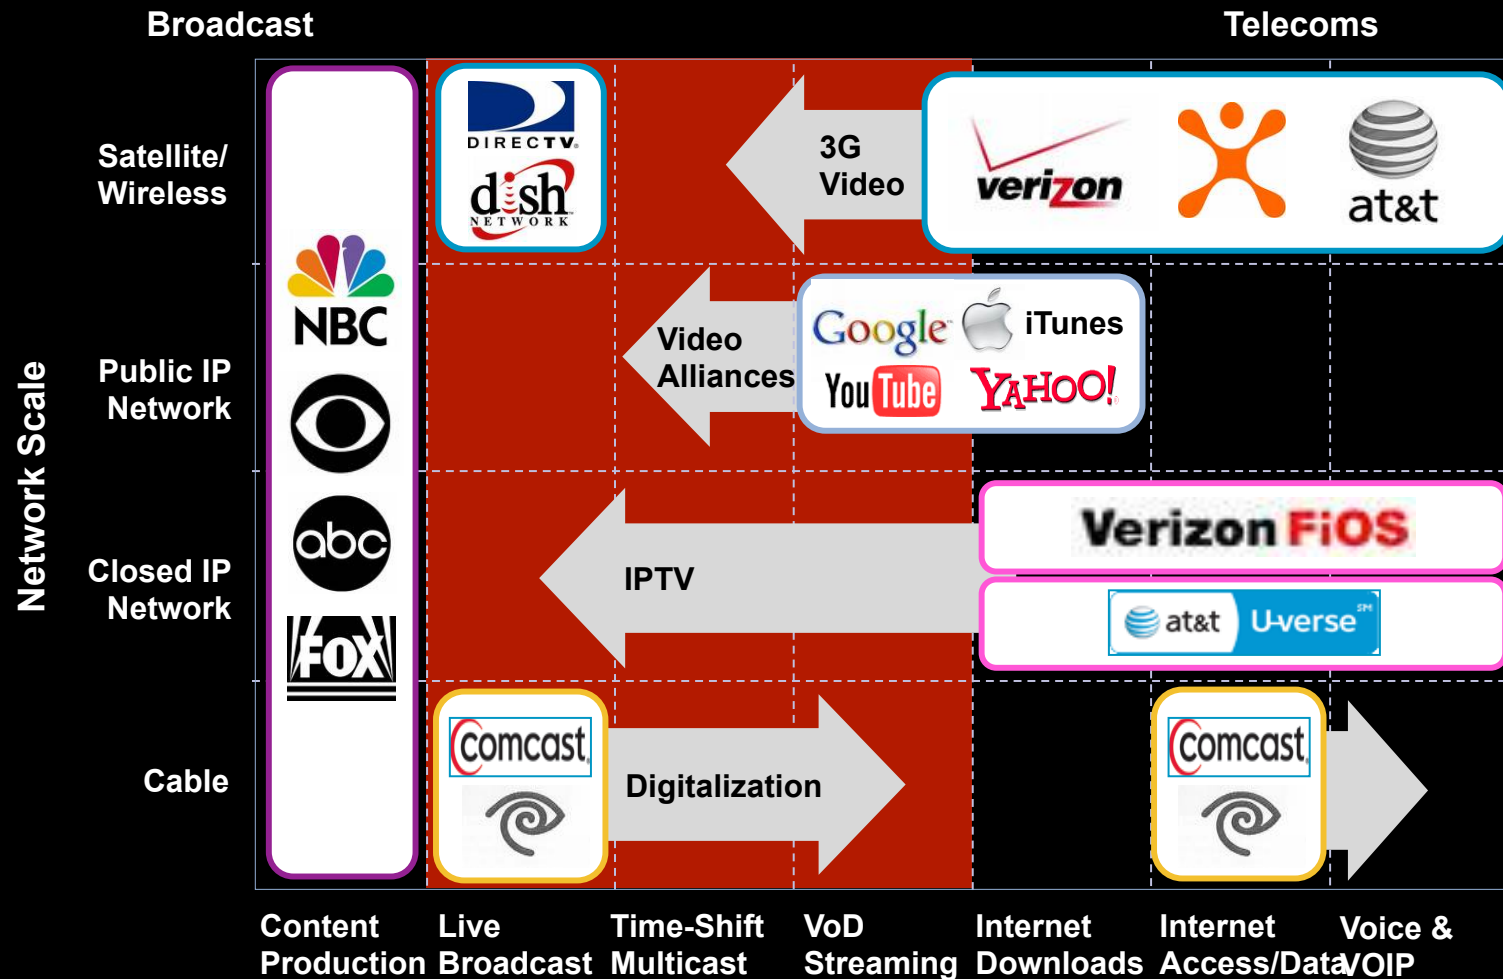 Broadcast
Telecoms
Network Scale
Satellite/
Wireless
DIRECTV
dish
NETWORK
3G
Video
verizon
at&t
NBC
Public IP
Network
Video
Alliances
Google
iTunes
YouTube
YAHOO!
abc
Closed IP
Network
IPTV
Verizon FiOS
at&t U-verse SM
FOX
Cable
comcast
Digitalization
comcast
Content
Production
Live
Broadcast
Time-Shift
Multicast
VoD
Streaming
Internet
Downloads
Internet
Access/Data
Voice &
VOIP